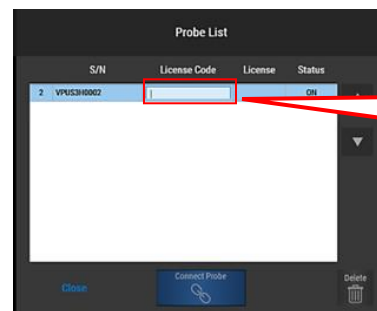 Probe List
S/N License Code License Status
2 VPUS3H0002 ON
Close Connect Probe Delete